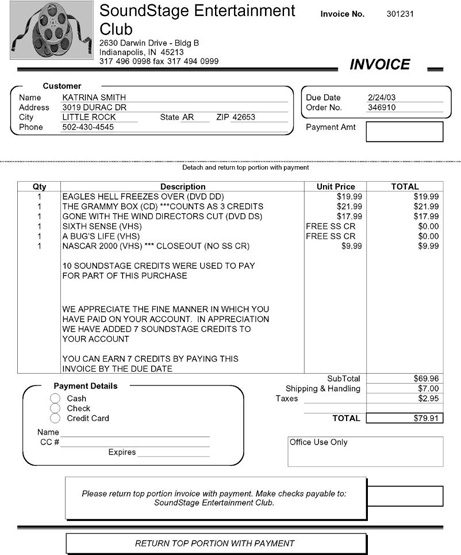 SoundStage Entertainment Club
Invoice No. 301231
2630 Darwin Drive - Bldg B
Indianapolis, IN 45213
317 496 0998 fax 317 494 0999
INVOICE
Customer
Name KATRINA SMITH
Address 3019 DURAC DR
City LITTLE ROCK State AR ZIP 42653
Phone 502-430-4545
Due Date 2/24/03
Order No. 346910
Payment Amt
Detach and return top portion with payment
Qty Description Unit Price TOTAL
1 EAGLES HELL FREEZES OVER (DVD DD) $19.99 $19.99
1 THE GRAMMY BOX (CD) ***COUNTS AS 3 CREDITS $21.99 $21.99
1 GONE WITH THE WIND DIRECTORS CUT (DVD DS) $17.99 $17.99
1 SIXTH SENSE (VHS) FREE SS CR $0.00
1 A BUG'S LIFE (VHS) FREE SS CR $0.00
1 NASCAR 2000 (VHS) *** CLOSEOUT (NO SS CR) $9.99 $9.99
10 SOUNDSTAGE CREDITS WERE USED TO PAY
FOR PART OF THIS PURCHASE
WE APPRECIATE THE FINE MANNER IN WHICH YOU
HAVE PAID ON YOUR ACCOUNT. IN APPRECIATION
WE HAVE ADDED 7 SOUNDSTAGE CREDITS TO
YOUR ACCOUNT
YOU CAN EARN 7 CREDITS BY PAYING THIS
INVOICE BY THE DUE DATE
SubTotal $69.96
Shipping & Handling $7.00
Taxes $2.95
TOTAL $79.91
Payment Details
Cash
Check
Credit Card
Name
CC #
Expires
Office Use Only
Please return top portion invoice with payment. Make checks payable to:
SoundStage Entertainment Club.
RETURN TOP PORTION WITH PAYMENT